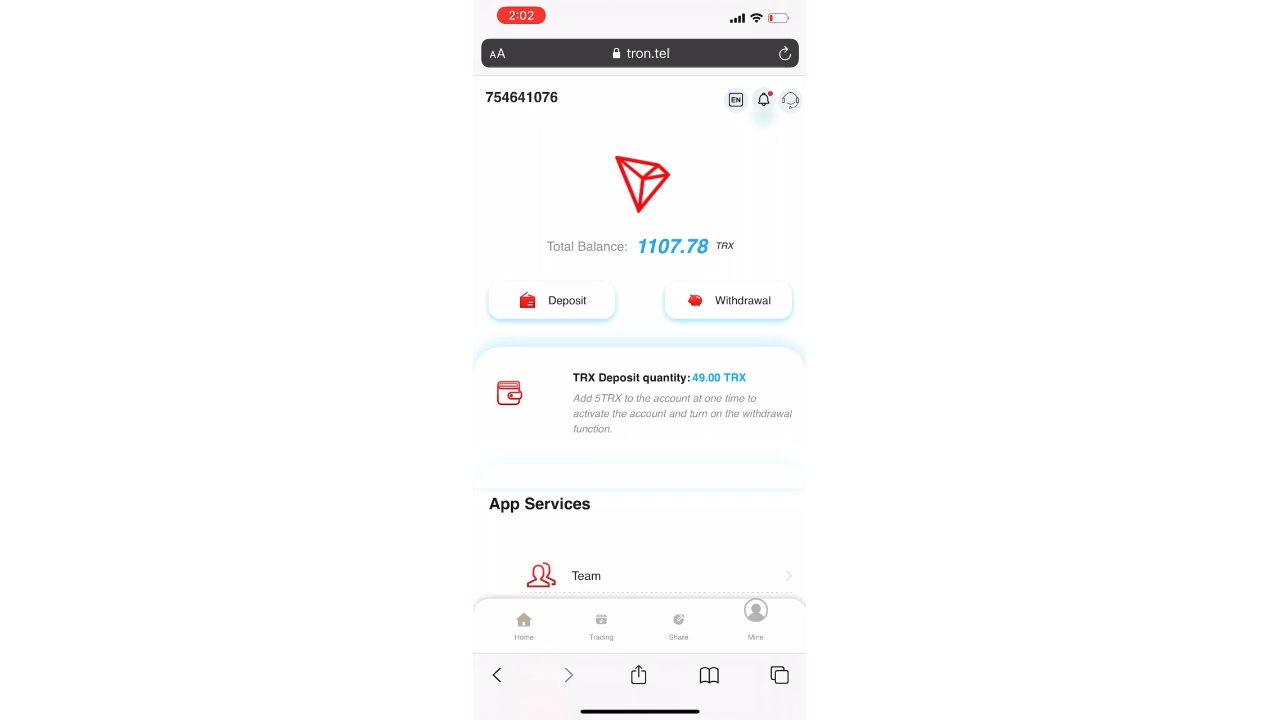 2:02
AA tron.tel
754641076
EN
Total Balance: 1107.78 TRX
Deposit
Withdrawal
TRX Deposit quantity: 49.00 TRX
Add 5TRX to the account at one time to
activate the account and turn on the withdrawal
function.
App Services
Team
Home
Trading
Share
Mine